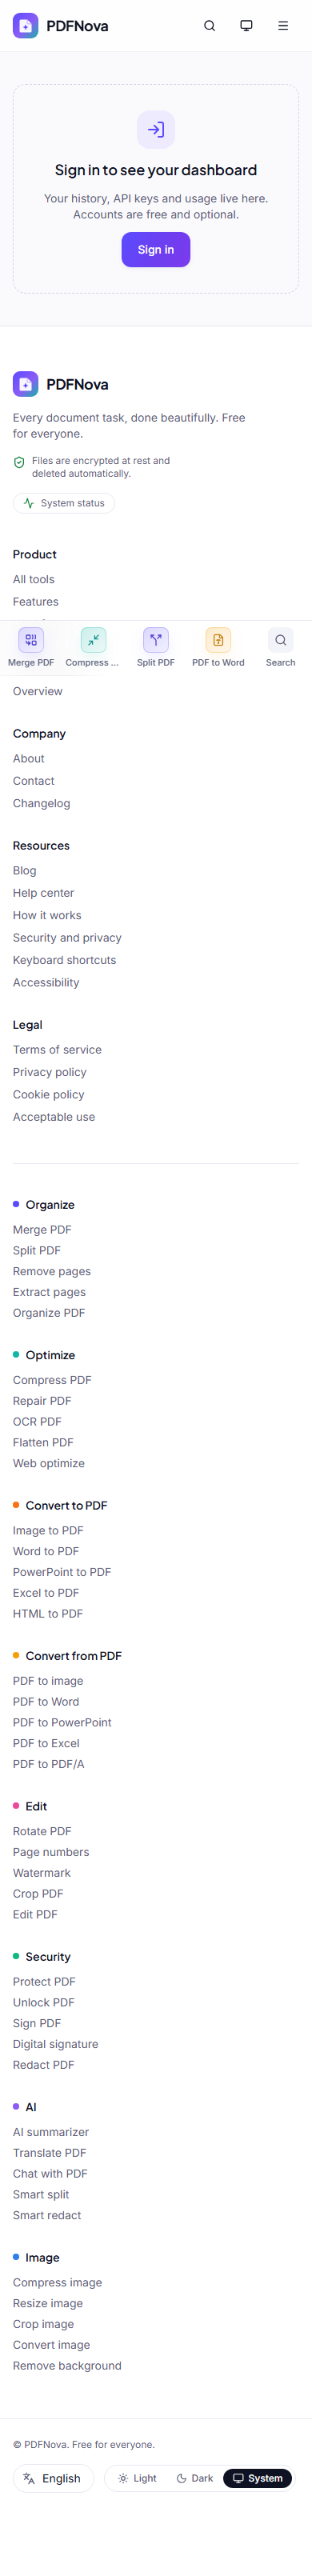 PDFNova
Sign in to see your dashboard
Your history, API keys and usage live here.
Accounts are free and optional.
Sign in
PDFNova
Every document task, done beautifully. Free
for everyone.
Files are encrypted at rest and
deleted automatically.
System status
Product
All tools
Features
Merge PDF
Compress ...
Split PDF
PDF to Word
Search
Overview
Company
About
Contact
Changelog
Resources
Blog
Help center
How it works
Security and privacy
Keyboard shortcuts
Accessibility
Legal
Terms of service
Privacy policy
Cookie policy
Acceptable use
Organize
Merge PDF
Split PDF
Remove pages
Extract pages
Organize PDF
Optimize
Compress PDF
Repair PDF
OCR PDF
Flatten PDF
Web optimize
Convert to PDF
Image to PDF
Word to PDF
PowerPoint to PDF
Excel to PDF
HTML to PDF
Convert from PDF
PDF to image
PDF to Word
PDF to PowerPoint
PDF to Excel
PDF to PDF/A
Edit
Rotate PDF
Page numbers
Watermark
Crop PDF
Edit PDF
Security
Protect PDF
Unlock PDF
Sign PDF
Digital signature
Redact PDF
AI
AI summarizer
Translate PDF
Chat with PDF
Smart split
Smart redact
Image
Compress image
Resize image
Crop image
Convert image
Remove background
© PDFNova. Free for everyone.
English
Light
Dark
System